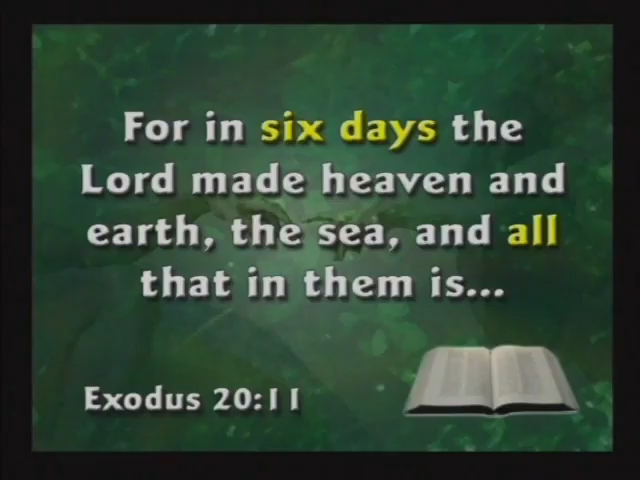 For in six days the
Lord made heaven and
earth, the sea, and all
that in them is...
Exodus 20:11